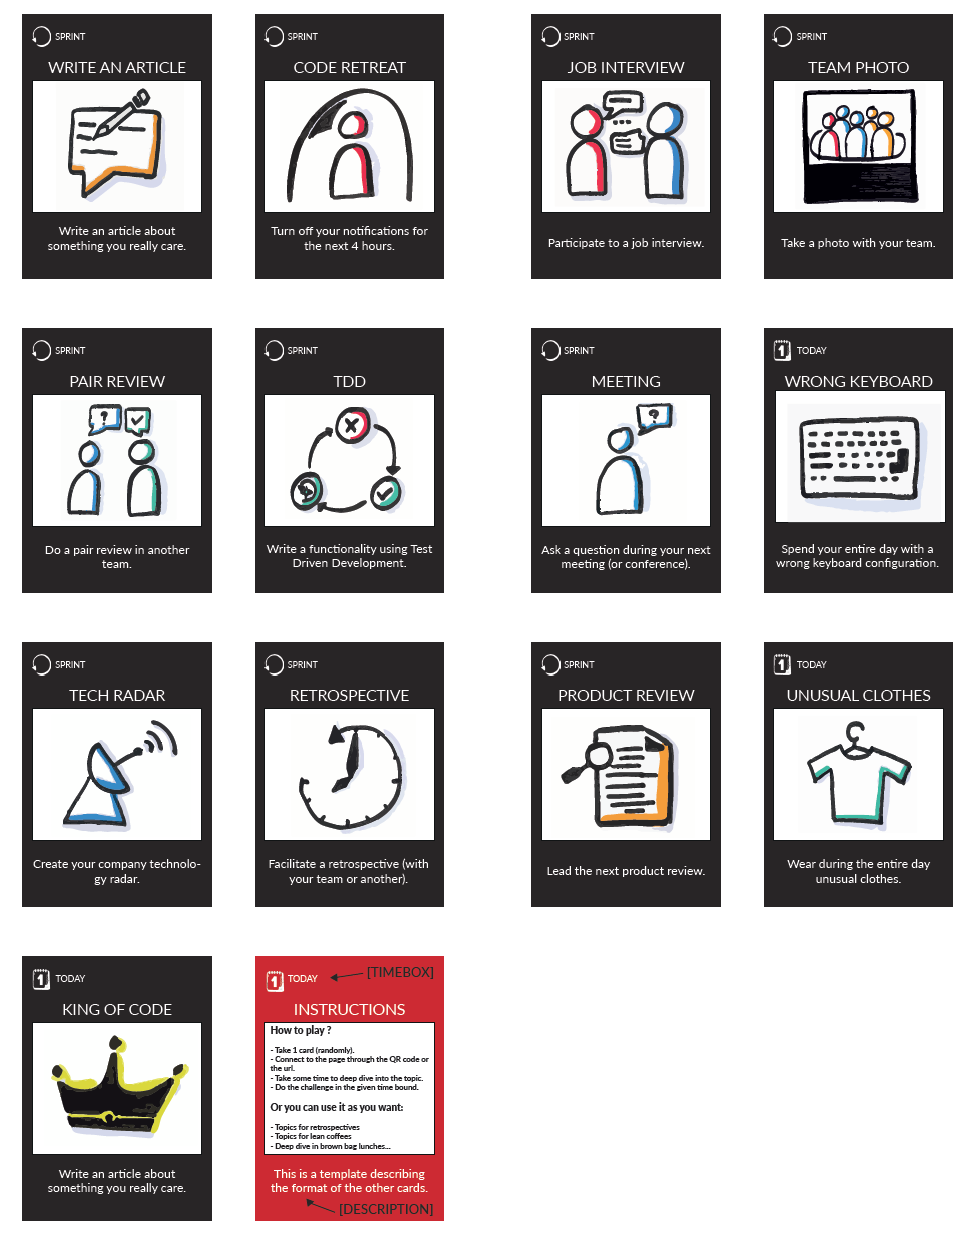 SPRINT
WRITE AN ARTICLE
Write an article about
something you really care.
SPRINT
CODE RETREAT
Turn off your notifications for
the next 4 hours.
SPRINT
JOB INTERVIEW
Participate to a job interview.
SPRINT
TEAM PHOTO
Take a photo with your team.
SPRINT
PAIR REVIEW
?
Do a pair review in another
team.
SPRINT
TDD
Write a functionality using Test
Driven Development.
SPRINT
MEETING
?
Ask a question during your next
meeting (or conference).
1 TODAY
WRONG KEYBOARD
Spend your entire day with a
wrong keyboard configuration.
SPRINT
TECH RADAR
Create your company technolo-
gy radar.
SPRINT
RETROSPECTIVE
Facilitate a retrospective (with
your team or another).
SPRINT
PRODUCT REVIEW
Lead the next product review.
1 TODAY
UNUSUAL CLOTHES
Wear during the entire day
unusual clothes.
1 TODAY
KING OF CODE
Write an article about
something you really care.
1 TODAY [TIMEBOX]
INSTRUCTIONS
How to play ?
- Take 1 card (randomly).
- Connect to the page through the QR code or
the url.
- Take some time to deep dive into the topic.
- Do the challenge in the given time bound.
Or you can use it as you want:
- Topics for retrospectives
- Topics for lean coffees
- Deep dive in brown bag lunches...
This is a template describing
the format of the other cards.
[DESCRIPTION]